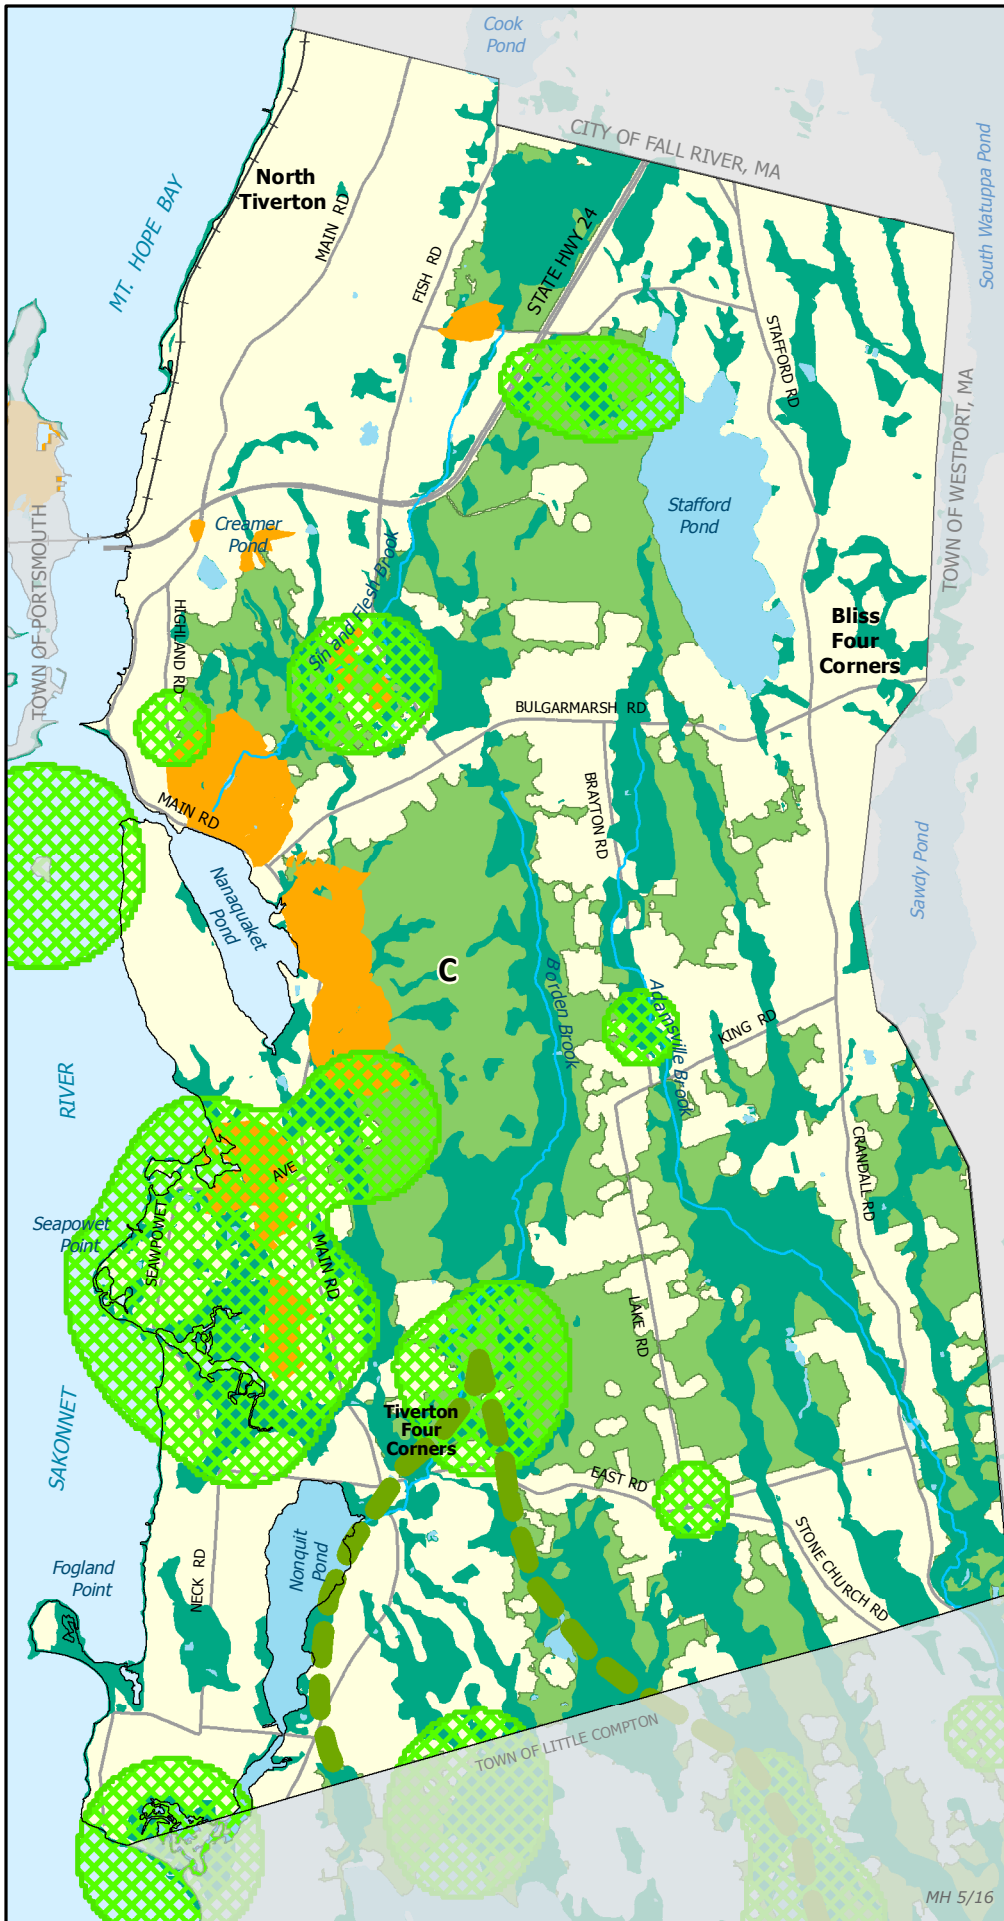 Cook
Pond
CITY OF FALL RIVER, MA
South Watuppa Pond
North
Tiverton
MAIN RD
MT. HOPE BAY
FISH RD
STATE HWY 24
STAFFORD RD
TOWN OF WESTPORT, MA
Stafford
Pond
Creamer
Pond
TOWN OF PORTSMOUTH
Sin and Flesh Brook
HIGHLAND RD
Bliss
Four
Corners
BULGARMARSH RD
BRAYTON RD
MAIN RD
Nanaquaket
Pond
Sawdy Pond
C
Borden Brook
Adamsville Brook
KING RD
RIVER
CRANDALL RD
AVE
SEAWPOWET
Seapowet
Point
MAIN RD
LAKE RD
SAKONNET
Tiverton
Four
Corners
EAST RD
STONE CHURCH RD
Nonquit
Pond
NECK RD
Fogland
Point
TOWN OF LITTLE COMPTON
MH 5/16